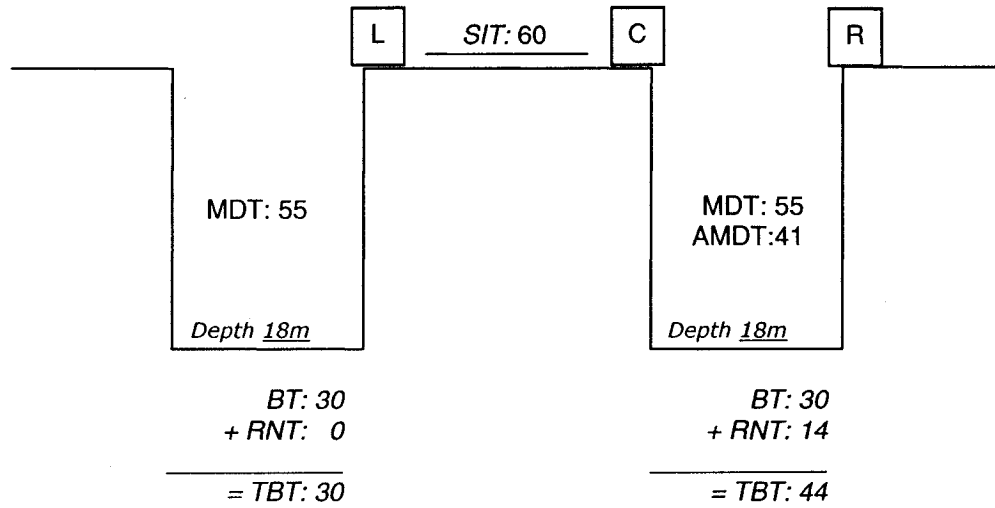 L SIT: 60 C R
MDT: 55
Depth 18m
BT: 30
+ RNT: 0
= TBT: 30
MDT: 55
AMDT:41
Depth 18m
BT: 30
+ RNT: 14
= TBT: 44